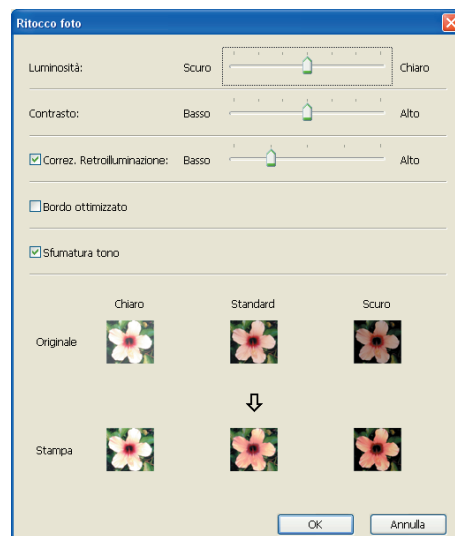 Ritocco foto
Luminosità: Scuro Chiaro
Contrasto: Basso Alto
Correz. Retroilluminazione: Basso Alto
Bordo ottimizzato
Sfumatura tono
Chiaro Standard Scuro
Originale
Stampa
OK Annulla